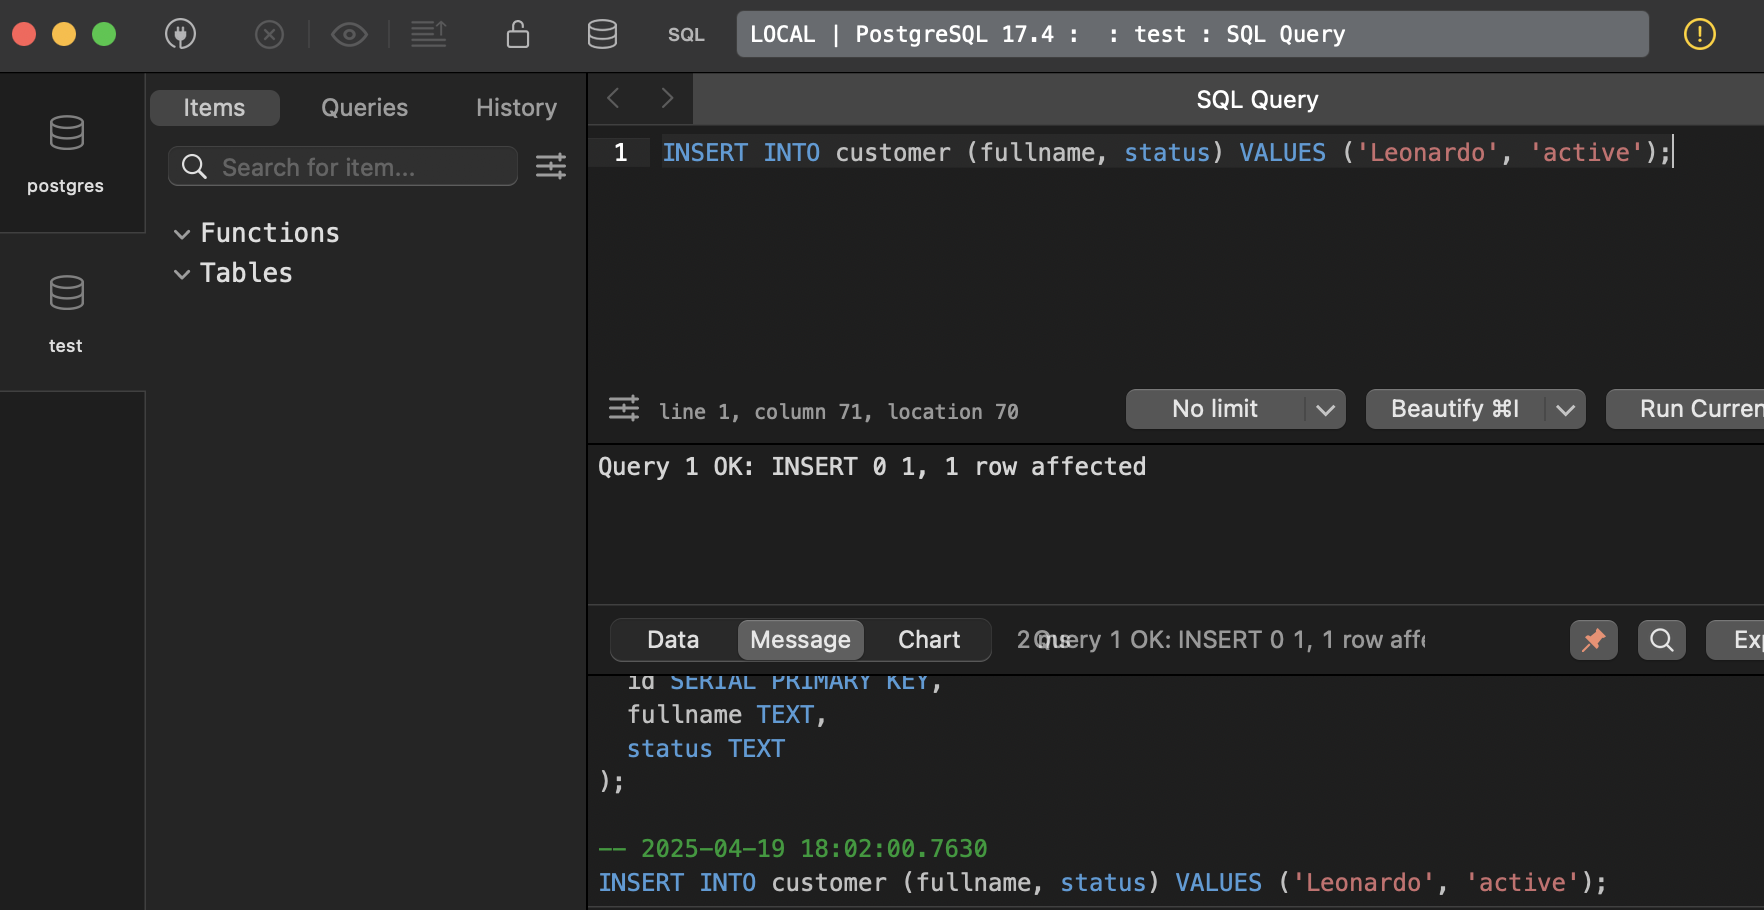 SQL
LOCAL | PostgreSQL 17.4 :  : test : SQL Query
postgres
test
Items
Queries
History
Search for item...
Functions
Tables
SQL Query
1
INSERT INTO customer (fullname, status) VALUES ('Leonardo', 'active');
line 1, column 71, location 70
No limit
Beautify ⌘I
Run Curren
Query 1 OK: INSERT 0 1, 1 row affected
Data
Message
Chart
Query 1 OK: INSERT 0 1, 1 row affe
Exp
id SERIAL PRIMARY KEY,
fullname TEXT,
status TEXT
);
-- 2025-04-19 18:02:00.7630
INSERT INTO customer (fullname, status) VALUES ('Leonardo', 'active');